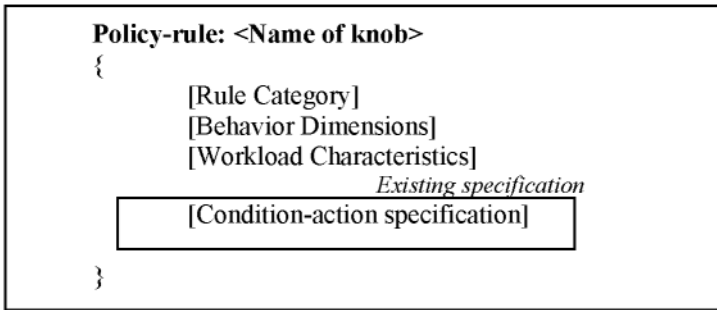 Policy-rule: <Name of knob>
{
[Rule Category]
[Behavior Dimensions]
[Workload Characteristics]
Existing specification
[Condition-action specification]
}